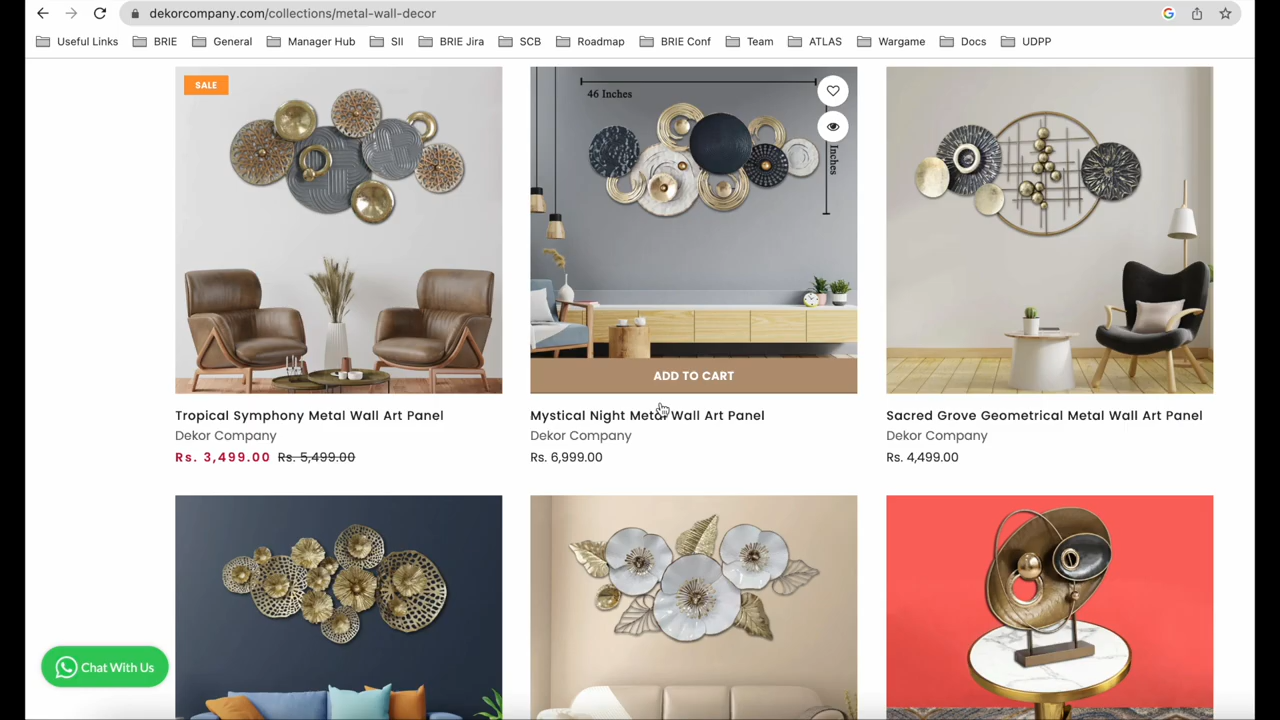 dekorcompany.com/collections/metal-wall-decor
Useful Links BRIE General Manager Hub SII BRIE Jira SCB Roadmap BRIE Conf Team ATLAS Wargame Docs UDPP
SALE
46 Inches
Inches
ADD TO CART
Tropical Symphony Metal Wall Art Panel
Dekor Company
Rs. 3,499.00 Rs. 5,499.00
Mystical Night Metal Wall Art Panel
Dekor Company
Rs. 6,999.00
Sacred Grove Geometrical Metal Wall Art Panel
Dekor Company
Rs. 4,499.00
Chat With Us